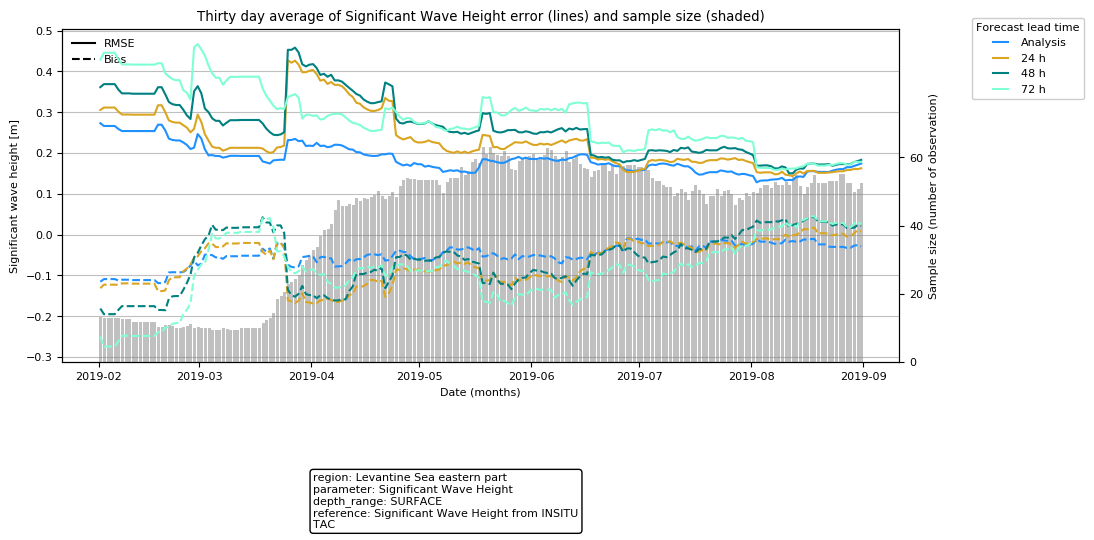 Thirty day average of Significant Wave Height error (lines) and sample size (shaded)
Forecast lead time
Analysis
24 h
48 h
72 h
RMSE
Bias
Significant wave height [m]
0.5
0.4
0.3
0.2
0.1
0.0
−0.1
−0.2
−0.3
Sample size (number of observation)
60
40
20
0
2019-02 2019-03 2019-04 2019-05 2019-06 2019-07 2019-08 2019-09
Date (months)
region: Levantine Sea eastern part
parameter: Significant Wave Height
depth_range: SURFACE
reference: Significant Wave Height from INSITU
TAC